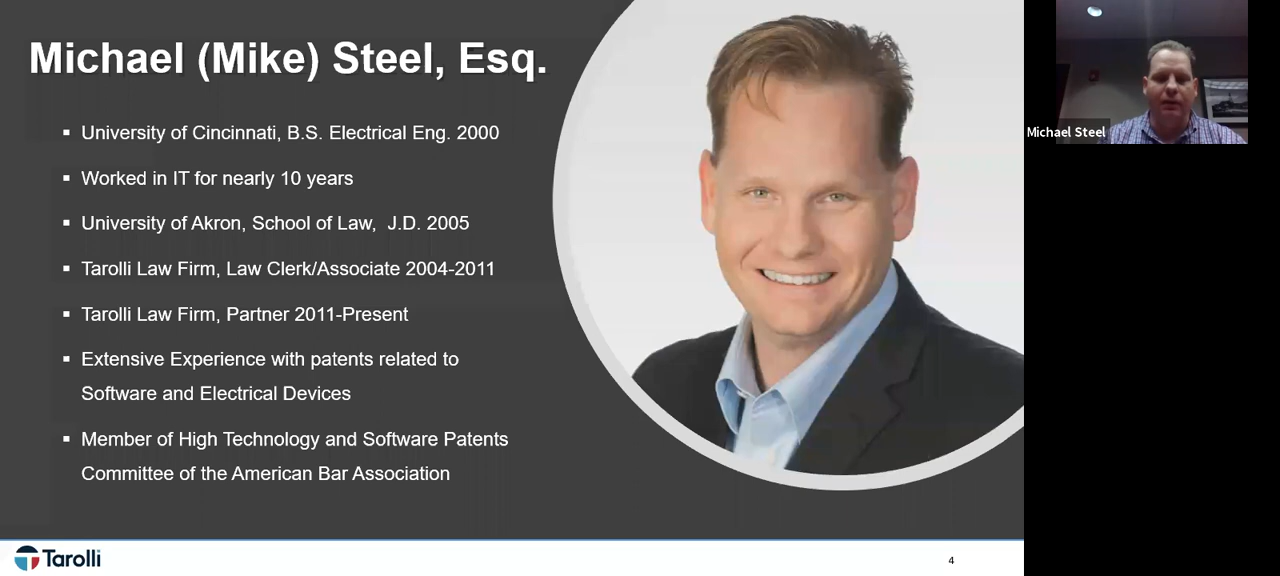 Michael (Mike) Steel, Esq.
▪ University of Cincinnati, B.S. Electrical Eng. 2000
▪ Worked in IT for nearly 10 years
▪ University of Akron, School of Law, J.D. 2005
▪ Tarolli Law Firm, Law Clerk/Associate 2004-2011
▪ Tarolli Law Firm, Partner 2011-Present
▪ Extensive Experience with patents related to
Software and Electrical Devices
▪ Member of High Technology and Software Patents
Committee of the American Bar Association
Tarolli
4
Michael Steel